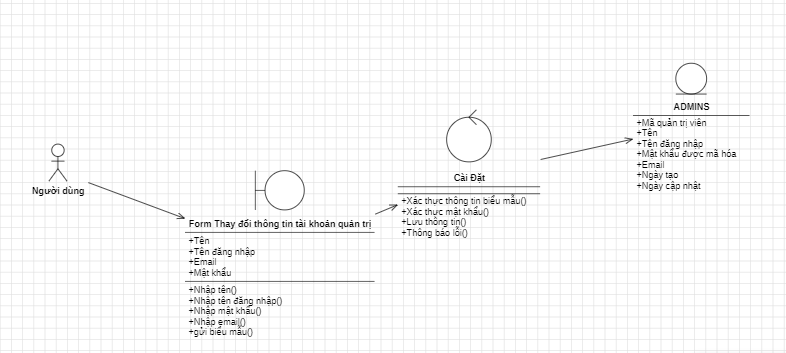 Người dùng
Form Thay đổi thông tin tài khoản quản trị
+Tên
+Tên đăng nhập
+Email
+Mật khẩu
+Nhập tên()
+Nhập tên đăng nhập()
+Nhập mật khẩu()
+Nhập email()
+gửi biểu mẫu()
Cài Đặt
+Xác thực thông tin biểu mẫu()
+Xác thực mật khẩu()
+Lưu thông tin()
+Thông báo lỗi()
ADMINS
+Mã quản trị viên
+Tên
+Tên đăng nhập
+Mật khẩu được mã hóa
+Email
+Ngày tạo
+Ngày cập nhật